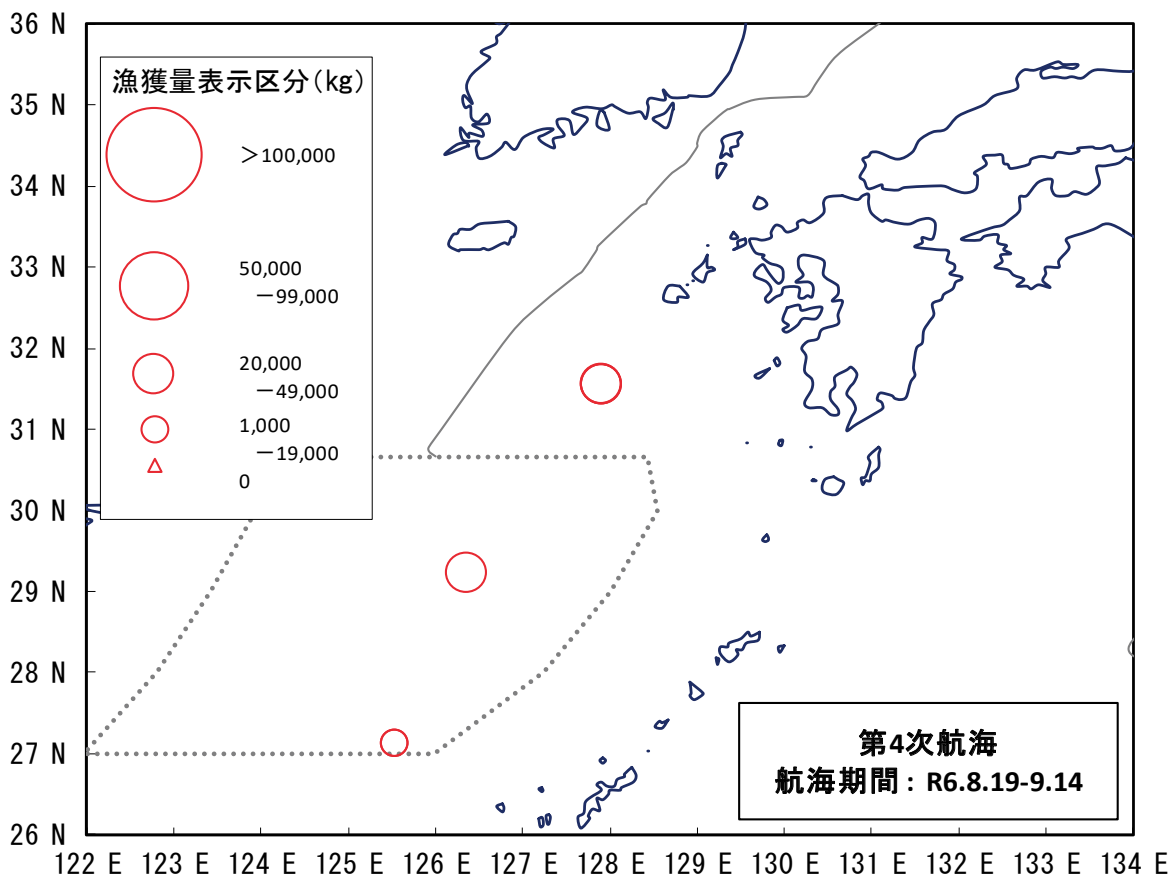 36 N
35 N
34 N
33 N
32 N
31 N
30 N
29 N
28 N
27 N
26 N
漁獲量表示区分(kg)
＞100,000
50,000
－99,000
20,000
－49,000
1,000
－19,000
0
第4次航海
航海期間：R6.8.19-9.14
122 E 123 E 124 E 125 E 126 E 127 E 128 E 129 E 130 E 131 E 132 E 133 E 134 E